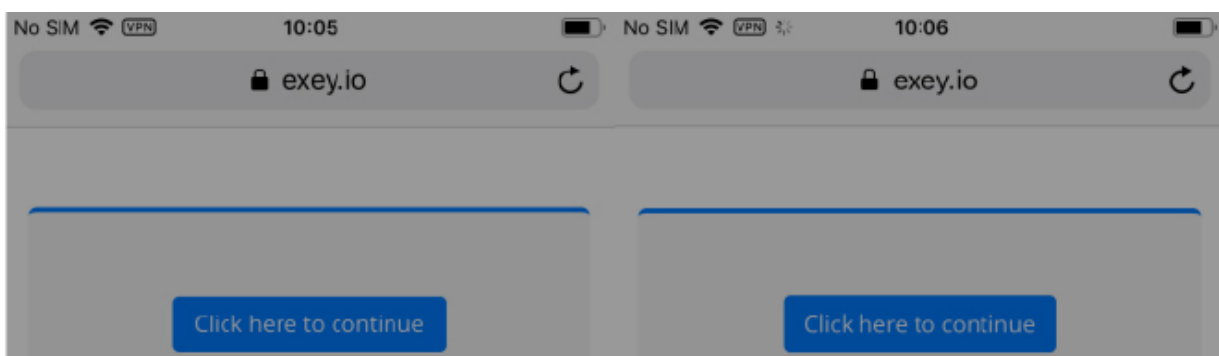 No SIM VPN 10:05
exey.io
Click here to continue
No SIM VPN 10:06
exey.io
Click here to continue